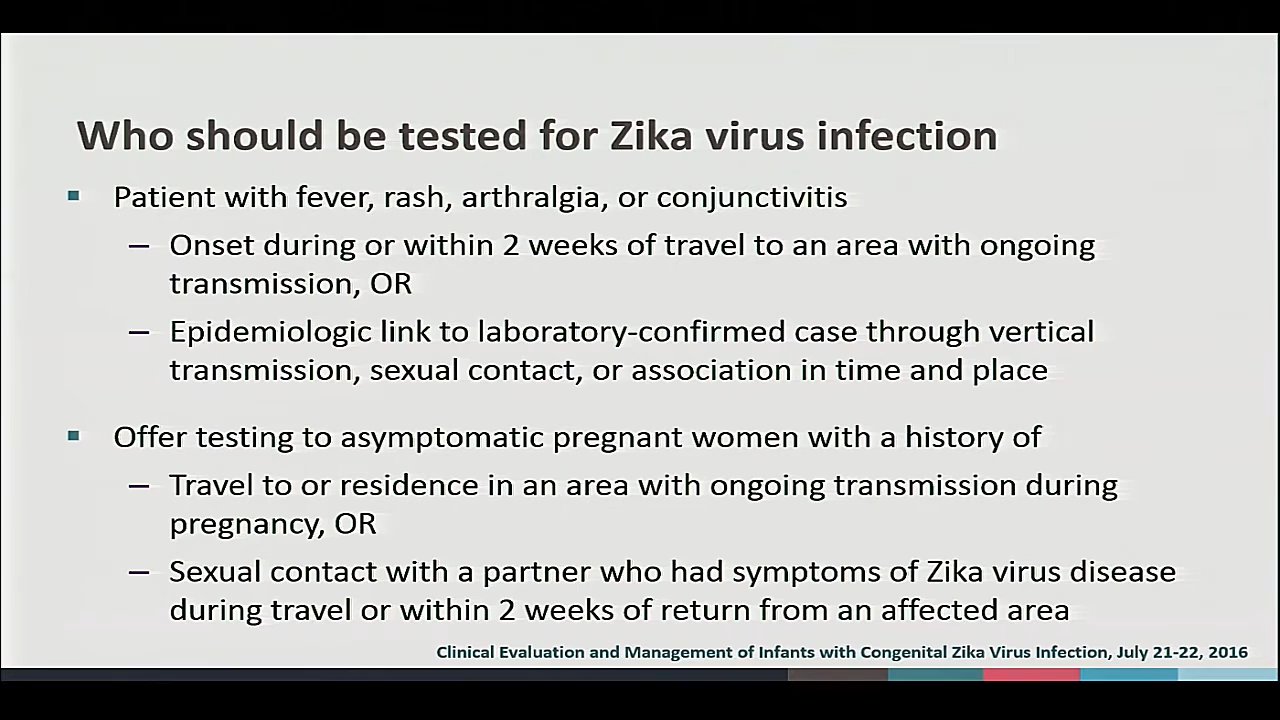 Who should be tested for Zika virus infection
▪ Patient with fever, rash, arthralgia, or conjunctivitis
– Onset during or within 2 weeks of travel to an area with ongoing
transmission, OR
– Epidemiologic link to laboratory-confirmed case through vertical
transmission, sexual contact, or association in time and place
▪ Offer testing to asymptomatic pregnant women with a history of
– Travel to or residence in an area with ongoing transmission during
pregnancy, OR
– Sexual contact with a partner who had symptoms of Zika virus disease
during travel or within 2 weeks of return from an affected area
Clinical Evaluation and Management of Infants with Congenital Zika Virus Infection, July 21-22, 2016